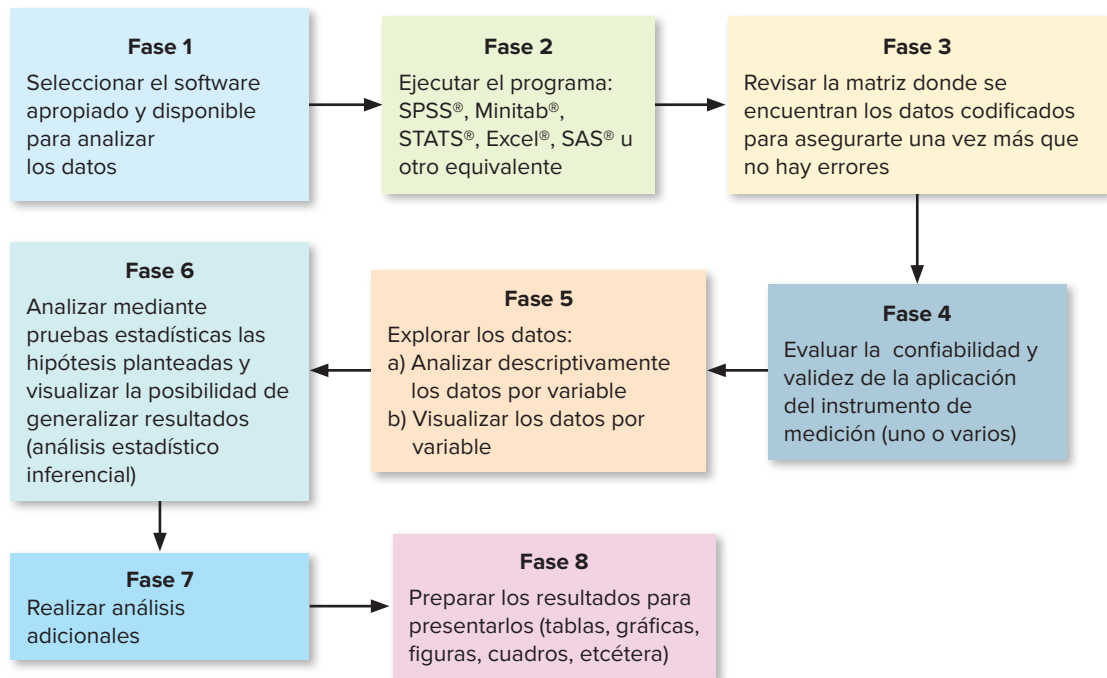 Fase 1
Seleccionar el software
apropiado y disponible
para analizar
los datos
Fase 2
Ejecutar el programa:
SPSS®, Minitab®,
STATS®, Excel®, SAS® u
otro equivalente
Fase 3
Revisar la matriz donde se
encuentran los datos codificados
para asegurarte una vez más que
no hay errores
Fase 4
Evaluar la confiabilidad y
validez de la aplicación
del instrumento de
medición (uno o varios)
Fase 5
Explorar los datos:
a) Analizar descriptivamente
los datos por variable
b) Visualizar los datos por
variable
Fase 6
Analizar mediante
pruebas estadísticas las
hipótesis planteadas y
visualizar la posibilidad de
generalizar resultados
(análisis estadístico
inferencial)
Fase 7
Realizar análisis
adicionales
Fase 8
Preparar los resultados para
presentarlos (tablas, gráficas,
figuras, cuadros, etcétera)